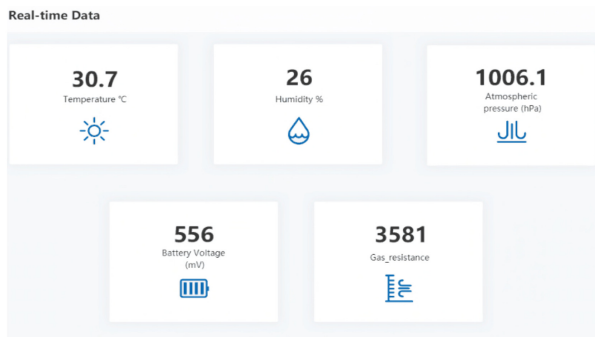 Real-time Data
30.7
Temperature ℃
26
Humidity %
1006.1
Atmospheric
pressure (hPa)
556
Battery Voltage
(mV)
3581
Gas_resistance